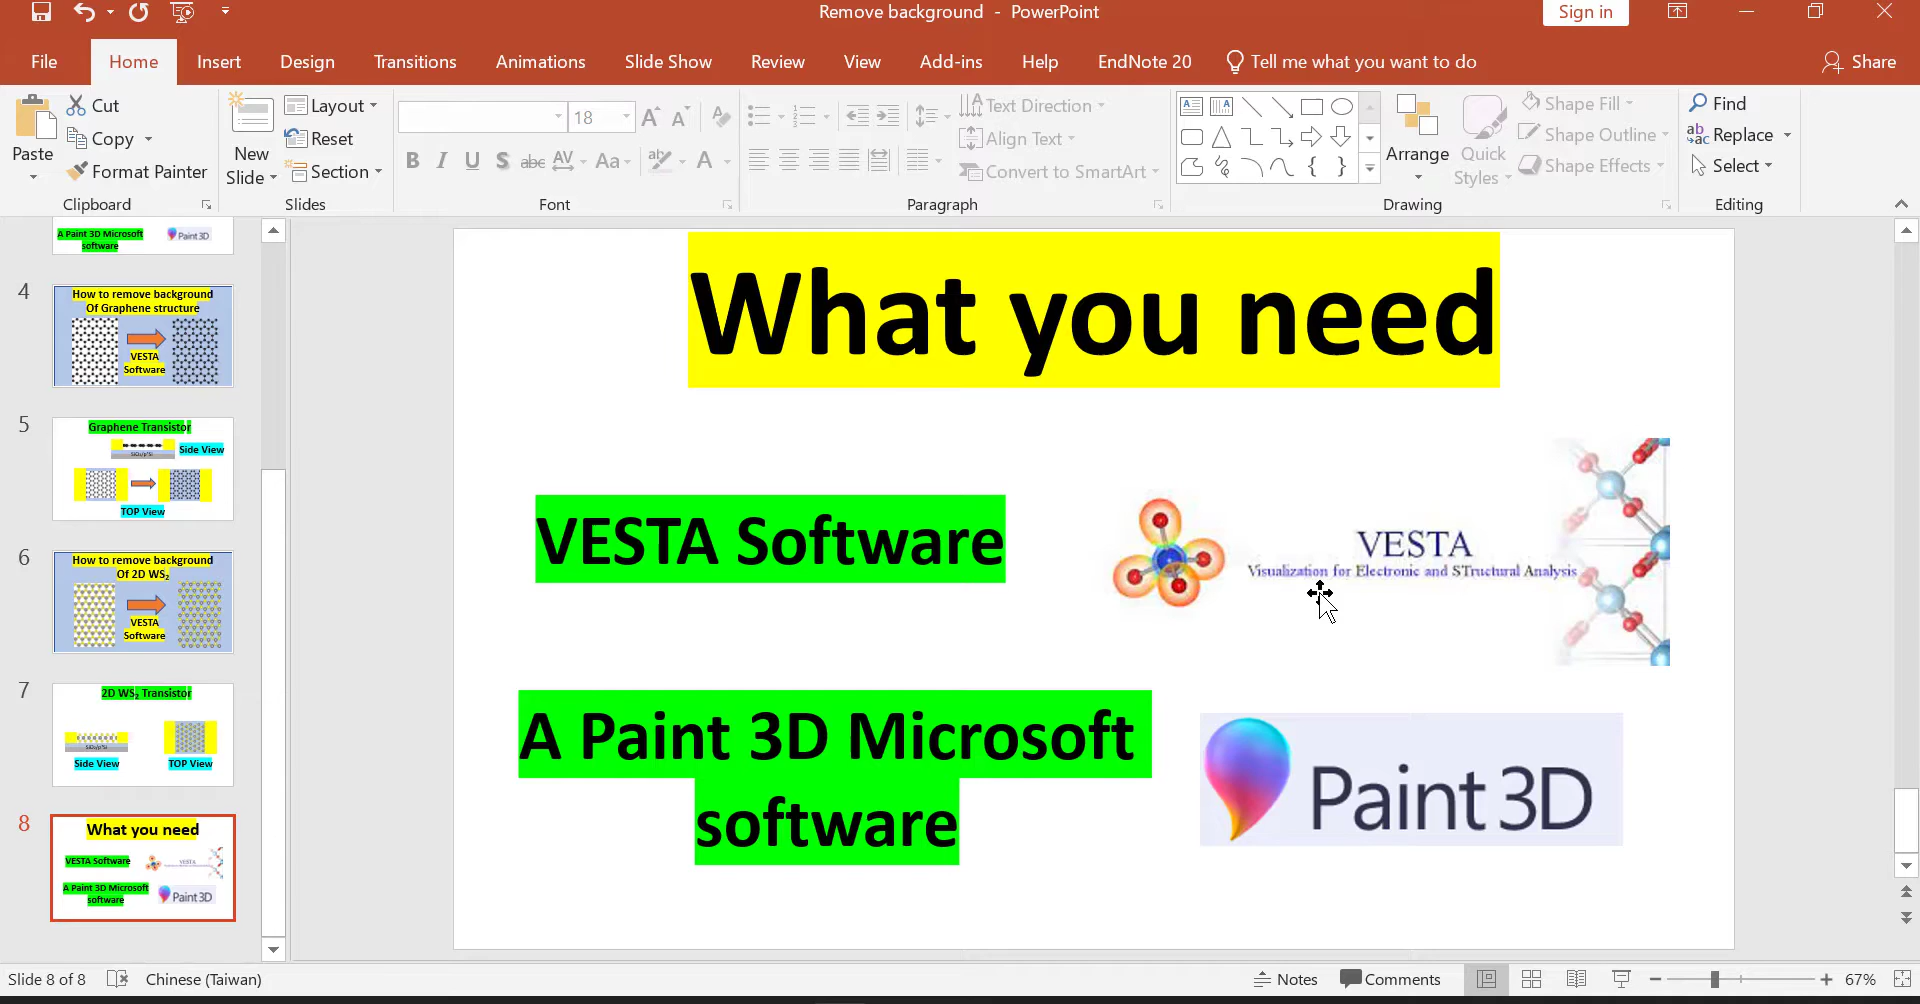 Remove background - PowerPoint
Sign in
File Home Insert Design Transitions Animations Slide Show Review View Add-ins Help EndNote 20 Tell me what you want to do Share
Paste
Cut
Copy
Format Painter
Clipboard
New Slide
Layout
Reset
Section
Slides
18
B I U S abc AV Aa A
Font
Text Direction
Align Text
Convert to SmartArt
Paragraph
Arrange
Quick Styles
Shape Fill
Shape Outline
Shape Effects
Drawing
Find
Replace
Select
Editing
A Paint 3D Microsoft
software
Paint 3D
4
How to remove background
Of Graphene structure
VESTA
Software
5
Graphene Transistor
Side View
TOP View
6
How to remove background
Of 2D WS₂
VESTA
Software
7
2D WS₂ Transistor
Side View
TOP View
8
What you need
VESTA Software
VESTA
A Paint 3D Microsoft
software
Paint 3D
What you need
VESTA Software
VESTA
Visualization for Electronic and STructural Analysis
A Paint 3D Microsoft
software
Paint 3D
Slide 8 of 8
Chinese (Taiwan)
Notes
Comments
67%